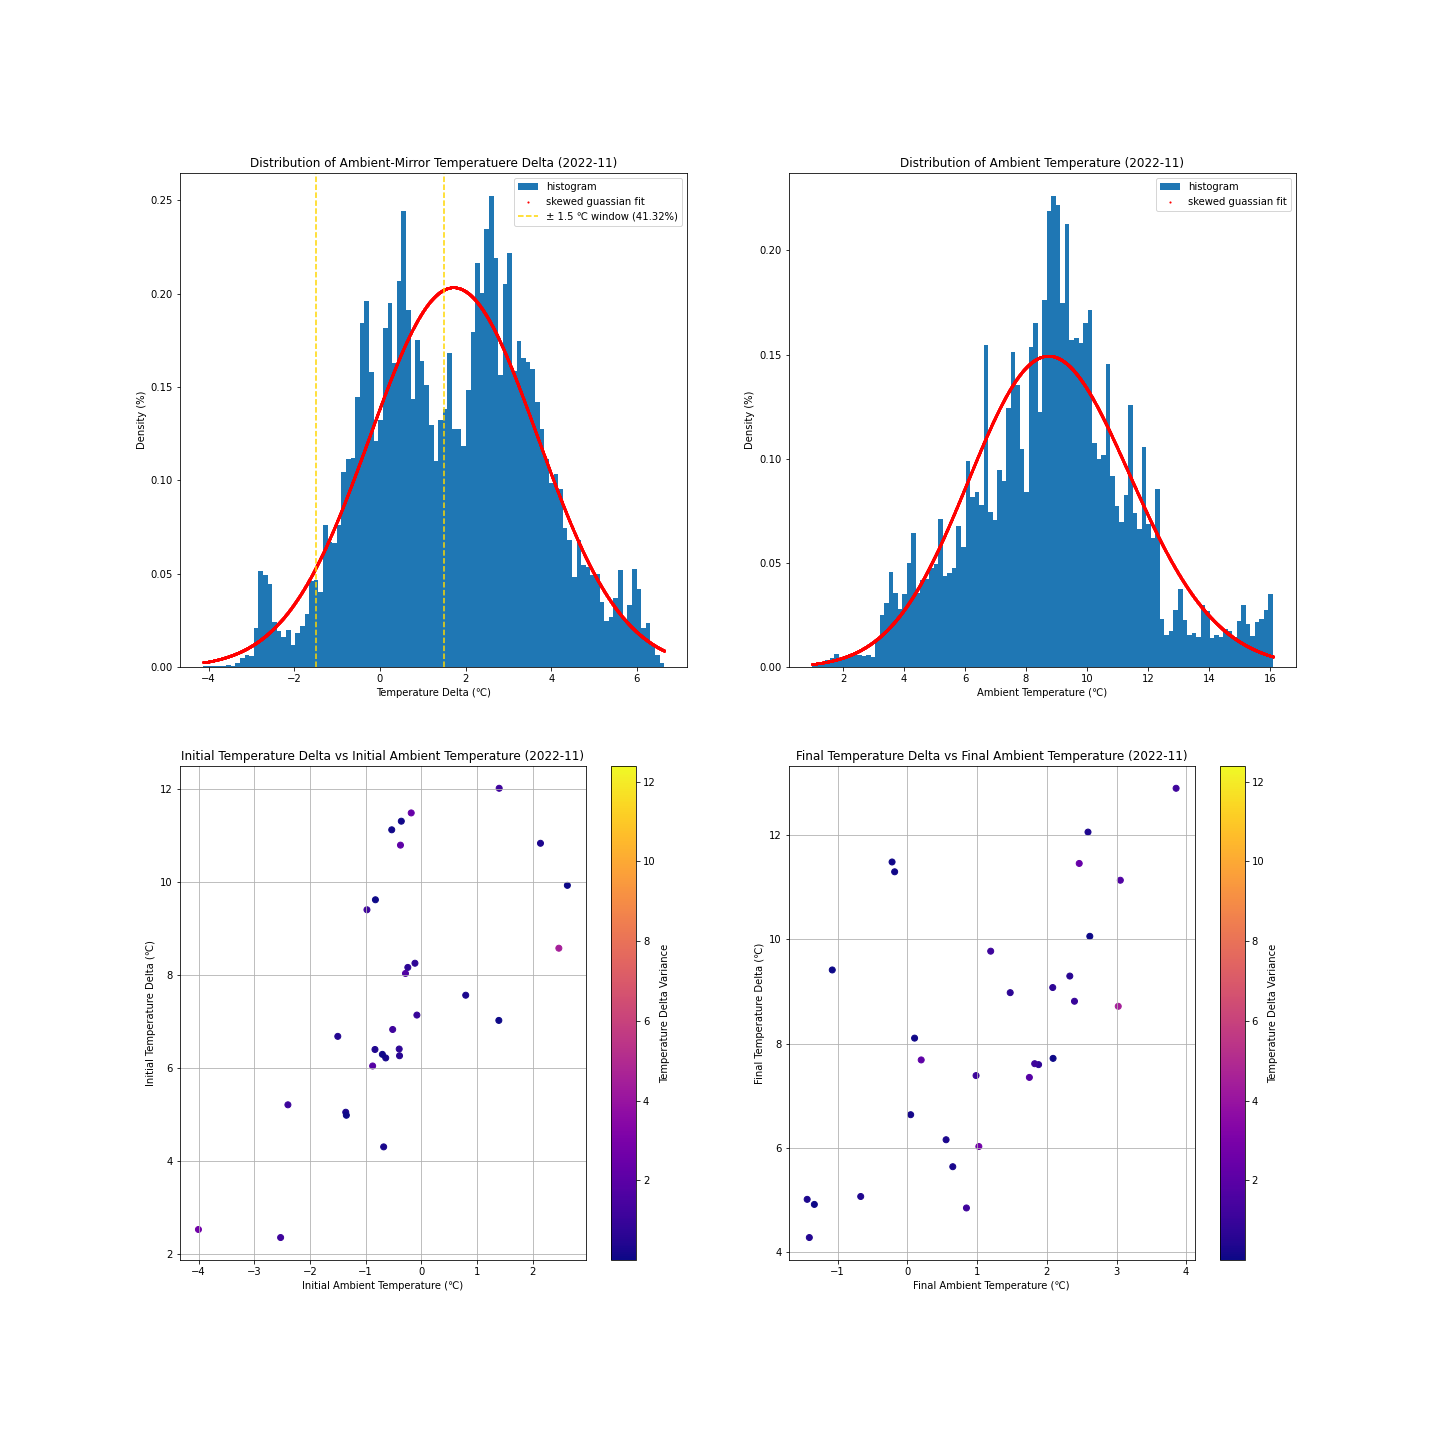 Distribution of Ambient-Mirror Temperatuere Delta (2022-11)
histogram
skewed guassian fit
± 1.5 °C window (41.32%)
0.25
0.20
0.15
0.10
0.05
0.00
Density (%)
−4 −2 0 2 4 6
Temperature Delta (°C)
Distribution of Ambient Temperature (2022-11)
histogram
skewed guassian fit
0.20
0.15
0.10
0.05
0.00
Density (%)
2 4 6 8 10 12 14 16
Ambient Temperature (°C)
Initial Temperature Delta vs Initial Ambient Temperature (2022-11)
12
10
8
6
4
2
Initial Temperature Delta (°C)
−4 −3 −2 −1 0 1 2
Initial Ambient Temperature (°C)
12
10
8
6
4
2
Temperature Delta Variance
Final Temperature Delta vs Final Ambient Temperature (2022-11)
12
10
8
6
4
Final Temperature Delta (°C)
−1 0 1 2 3 4
Final Ambient Temperature (°C)
12
10
8
6
4
2
Temperature Delta Variance